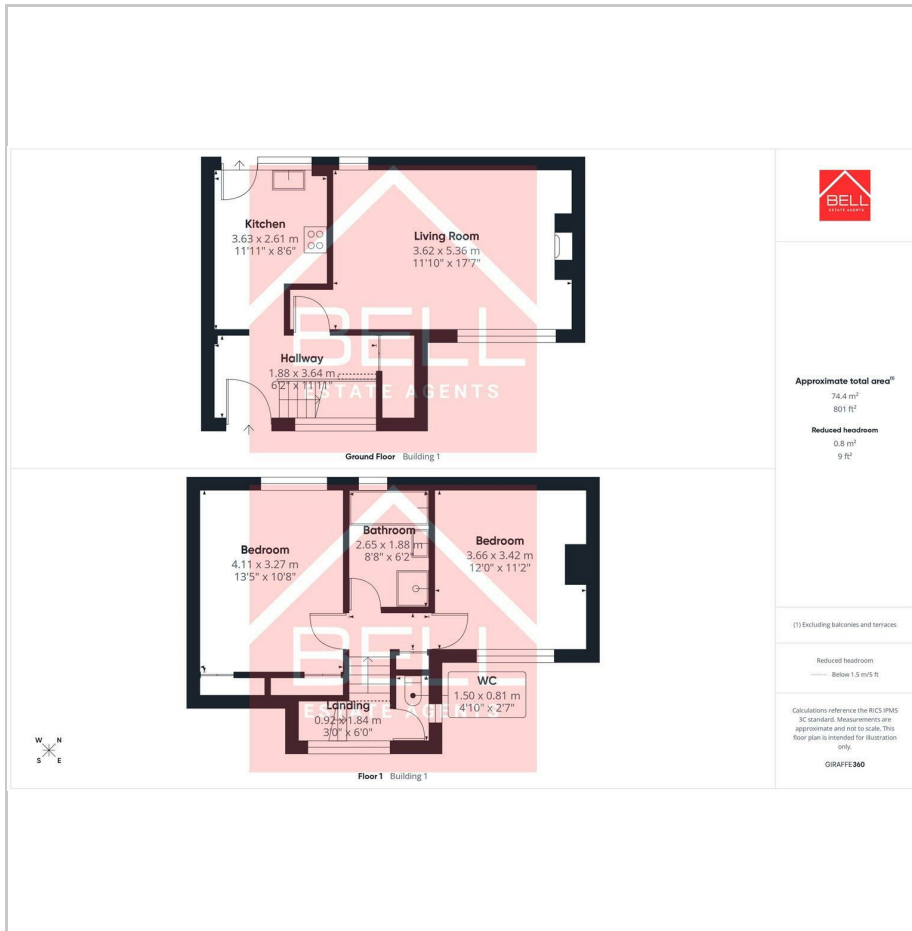 Kitchen
3.63 x 2.61 m
11'11" x 8'6"
Living Room
3.62 x 5.36 m
11'10" x 17'7"
Hallway
1.88 x 3.64 m
6'2" x 11'11"
BELL
ESTATE AGENTS
Ground Floor Building 1
Bedroom
4.11 x 3.27 m
13'5" x 10'8"
Bathroom
2.65 x 1.88 m
8'8" x 6'2"
Bedroom
3.66 x 3.42 m
12'0" x 11'2"
WC
1.50 x 0.81 m
4'10" x 2'7"
Landing
0.92 x 1.84 m
3'0" x 6'0"
BELL
ESTATE AGENTS
Floor 1 Building 1
W N
S E
BELL
ESTATE AGENTS
Approximate total area(1)
74.4 m²
801 ft²
Reduced headroom
0.8 m²
9 ft²
(1) Excluding balconies and terraces
Reduced headroom
Below 1.5 m/5 ft
Calculations reference the RICS IPMS
3C standard. Measurements are
approximate and not to scale. This
floor plan is intended for illustration
only.
GIRAFFE360